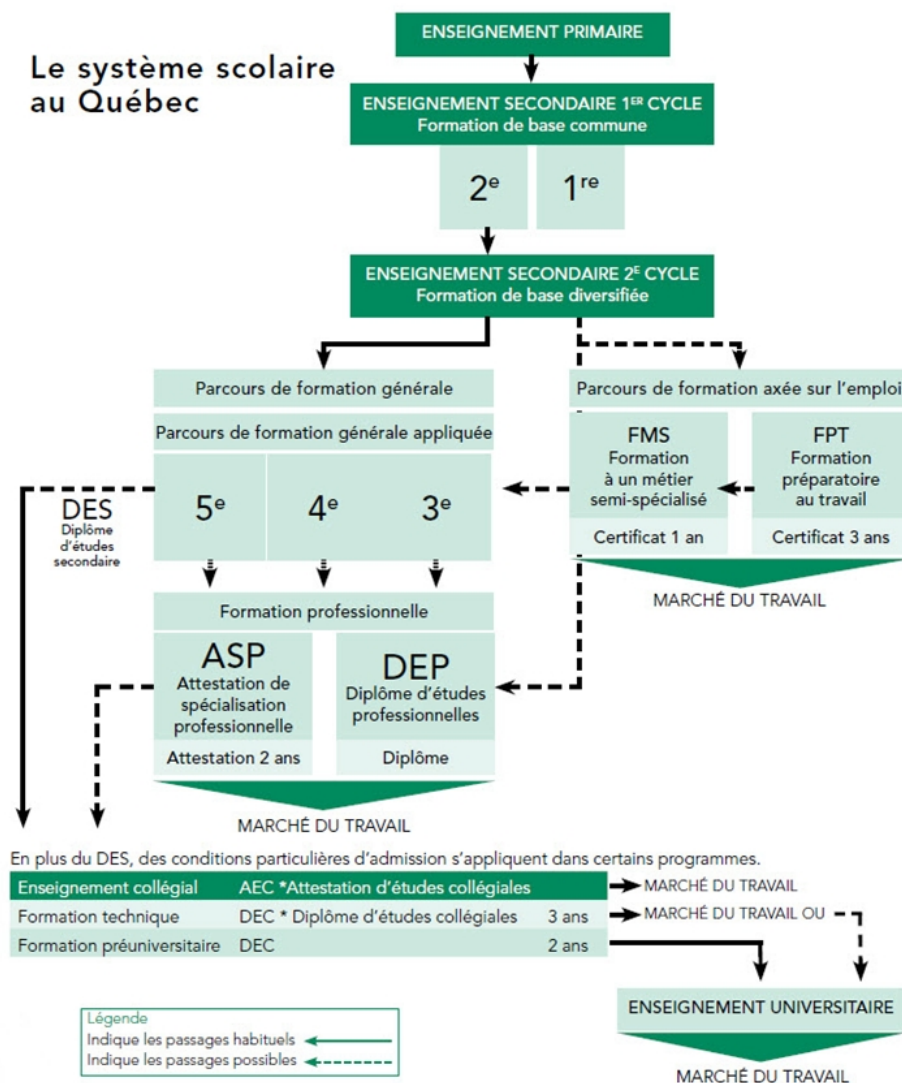 Le système scolaire
au Québec
ENSEIGNEMENT PRIMAIRE
ENSEIGNEMENT SECONDAIRE 1ER CYCLE
Formation de base commune
2e
1re
ENSEIGNEMENT SECONDAIRE 2E CYCLE
Formation de base diversifiée
Parcours de formation générale
Parcours de formation générale appliquée
5e
4e
3e
DES
Diplôme
d'études
secondaire
Parcours de formation axée sur l'emploi
FMS
Formation
à un métier
semi-spécialisé
Certificat 1 an
FPT
Formation
préparatoire
au travail
Certificat 3 ans
MARCHÉ DU TRAVAIL
Formation professionnelle
ASP
Attestation de
spécialisation
professionnelle
Attestation 2 ans
DEP
Diplôme d'études
professionnelles
Diplôme
MARCHÉ DU TRAVAIL
En plus du DES, des conditions particulières d'admission s'appliquent dans certains programmes.
Enseignement collégial AEC *Attestation d'études collégiales MARCHÉ DU TRAVAIL
Formation technique DEC * Diplôme d'études collégiales 3 ans MARCHÉ DU TRAVAIL OU
Formation préuniversitaire DEC 2 ans
ENSEIGNEMENT UNIVERSITAIRE
MARCHÉ DU TRAVAIL
Légende
Indique les passages habituels
Indique les passages possibles